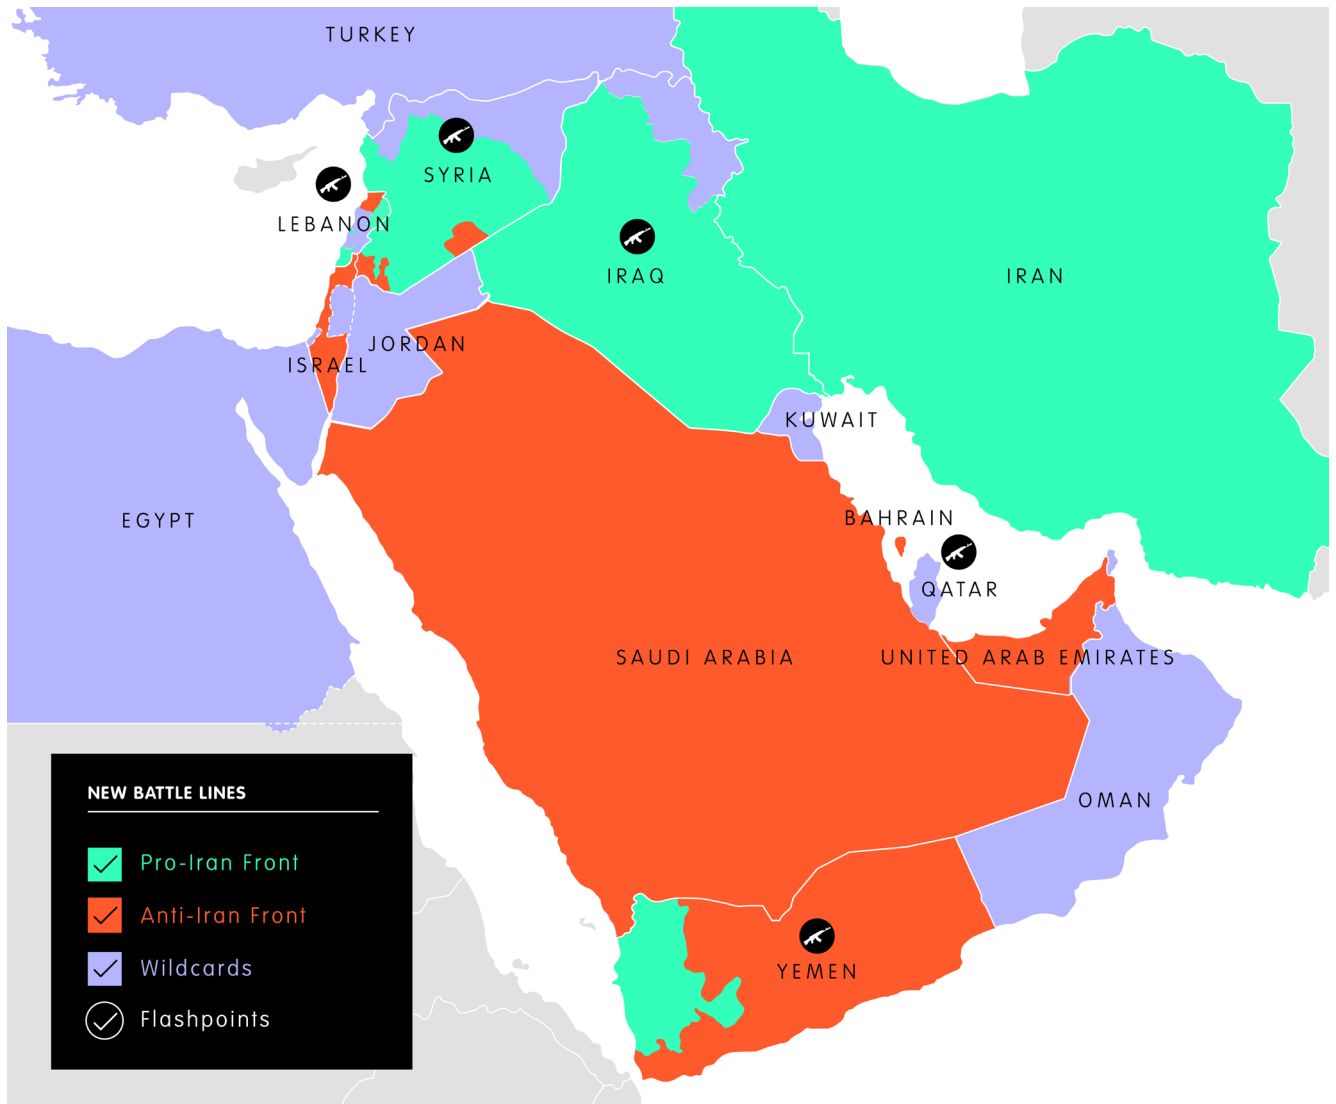 TURKEY
SYRIA
LEBANON
IRAQ
IRAN
JORDAN
ISRAEL
KUWAIT
EGYPT
BAHRAIN
QATAR
SAUDI ARABIA
UNITED ARAB EMIRATES
OMAN
YEMEN
NEW BATTLE LINES
Pro-Iran Front
Anti-Iran Front
Wildcards
Flashpoints